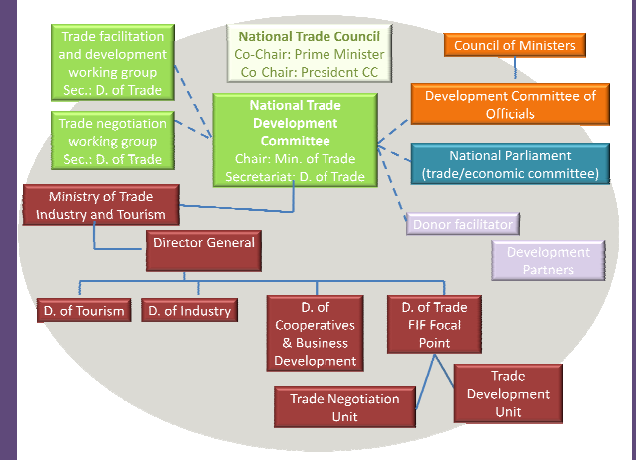 Trade facilitation
and development
working group
Sec.: D. of Trade
National Trade Council
Co-Chair: Prime Minister
Co Chair: President CC
Council of Ministers
Development Committee of
Officials
National Trade
Development
Committee
Chair: Min. of Trade
Secretariat: D. of Trade
Trade negotiation
working group
Sec.: D. of Trade
National Parliament
(trade/economic committee)
Ministry of Trade
Industry and Tourism
Donor facilitator
Director General
Development
Partners
D. of Tourism
D. of Industry
D. of
Cooperatives
& Business
Development
D. of Trade
FIF Focal
Point
Trade Negotiation
Unit
Trade
Development
Unit